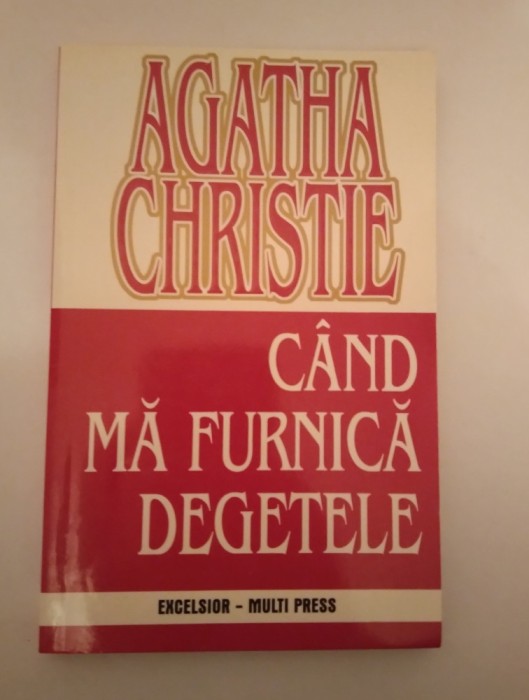 AGATHA
CHRISTIE
CÂND
MĂ FURNICĂ
DEGETELE
EXCELSIOR - MULTI PRESS